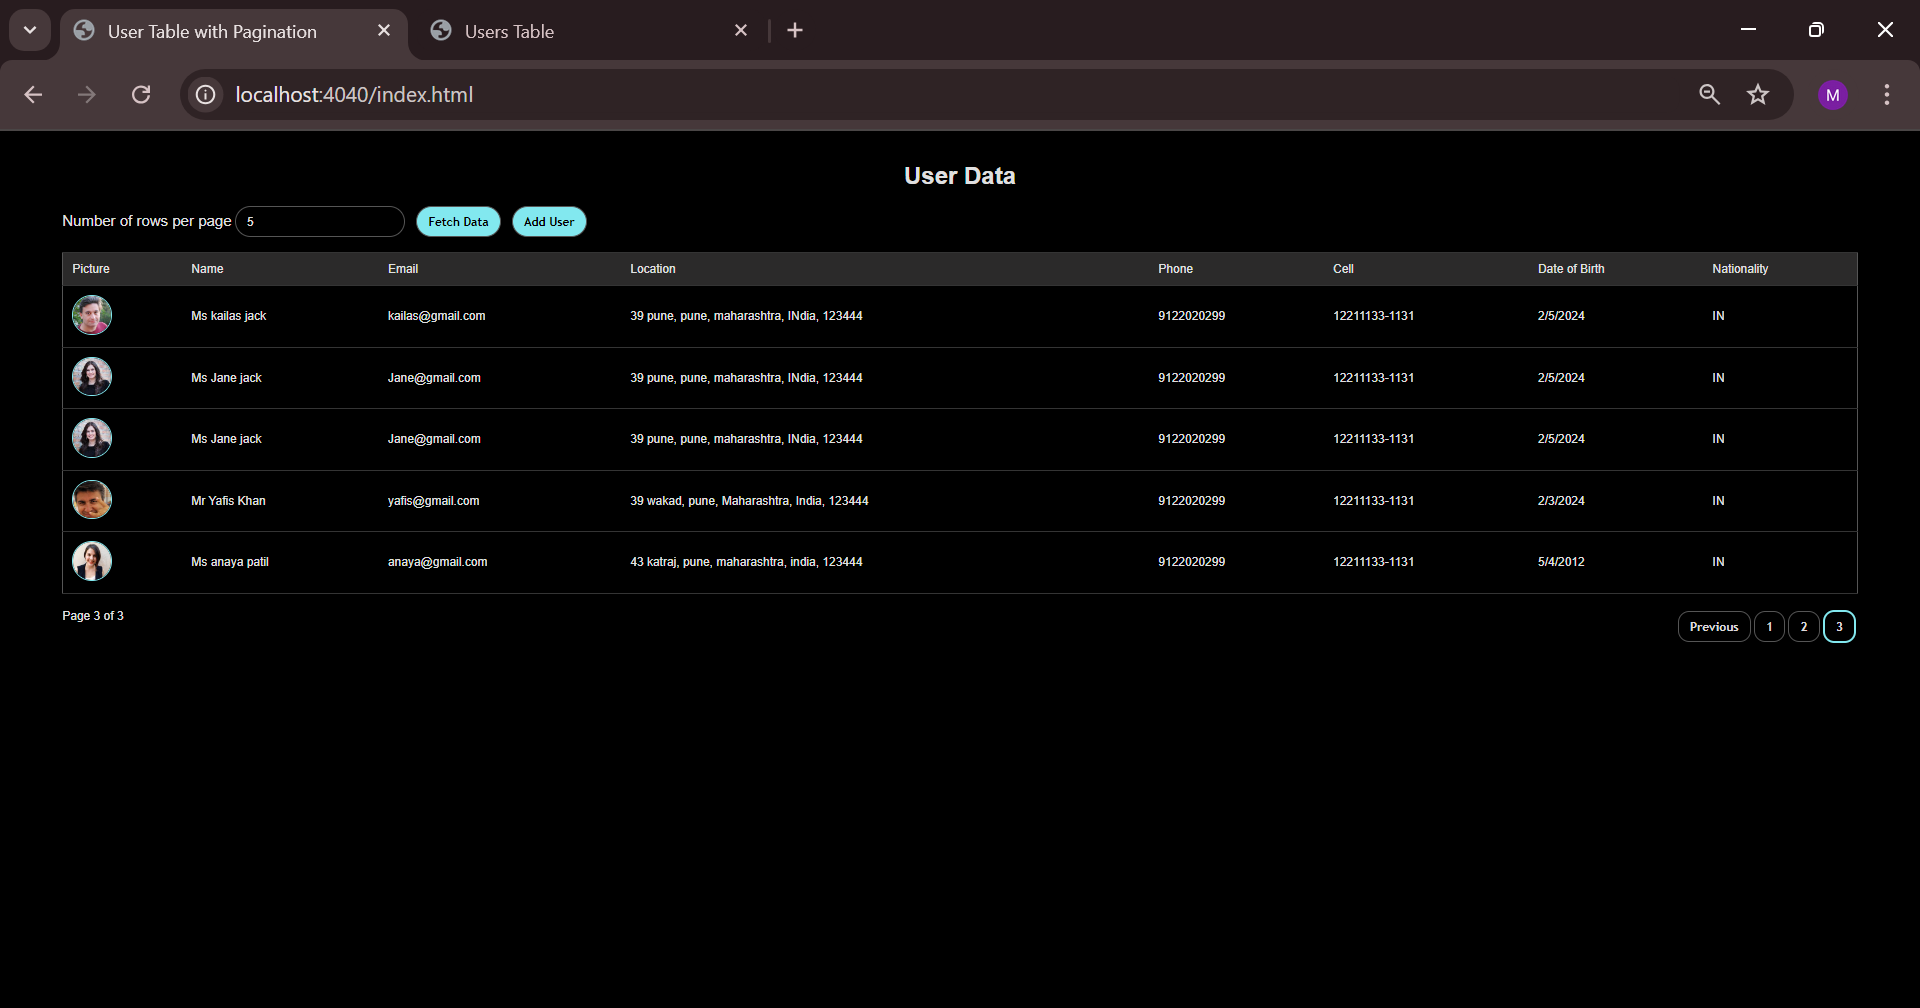 User Table with Pagination
Users Table
localhost:4040/index.html
M
User Data
Number of rows per page 5 Fetch Data Add User
Picture Name Email Location Phone Cell Date of Birth Nationality
Ms kailas jack kailas@gmail.com 39 pune, pune, maharashtra, INdia, 123444 9122020299 12211133-1131 2/5/2024 IN
Ms Jane jack Jane@gmail.com 39 pune, pune, maharashtra, INdia, 123444 9122020299 12211133-1131 2/5/2024 IN
Ms Jane jack Jane@gmail.com 39 pune, pune, maharashtra, INdia, 123444 9122020299 12211133-1131 2/5/2024 IN
Mr Yafis Khan yafis@gmail.com 39 wakad, pune, Maharashtra, India, 123444 9122020299 12211133-1131 2/3/2024 IN
Ms anaya patil anaya@gmail.com 43 katraj, pune, maharashtra, india, 123444 9122020299 12211133-1131 5/4/2012 IN
Page 3 of 3
Previous 1 2 3